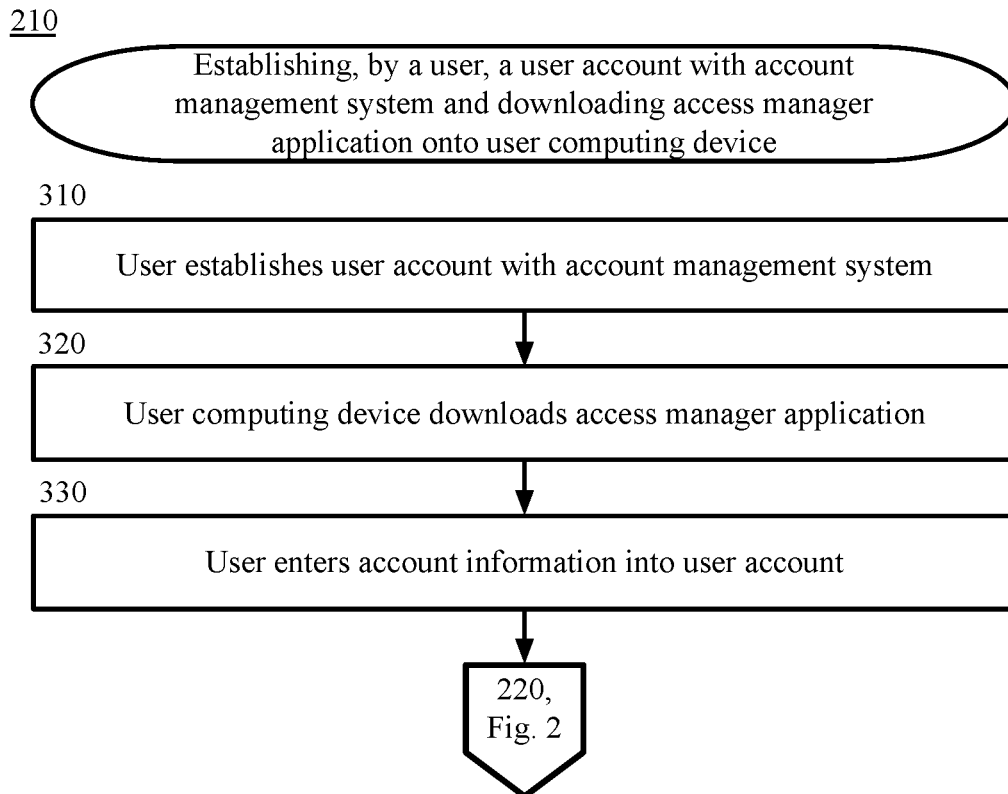 210
Establishing, by a user, a user account with account
management system and downloading access manager
application onto user computing device
310
User establishes user account with account management system
320
User computing device downloads access manager application
330
User enters account information into user account
220,
Fig. 2